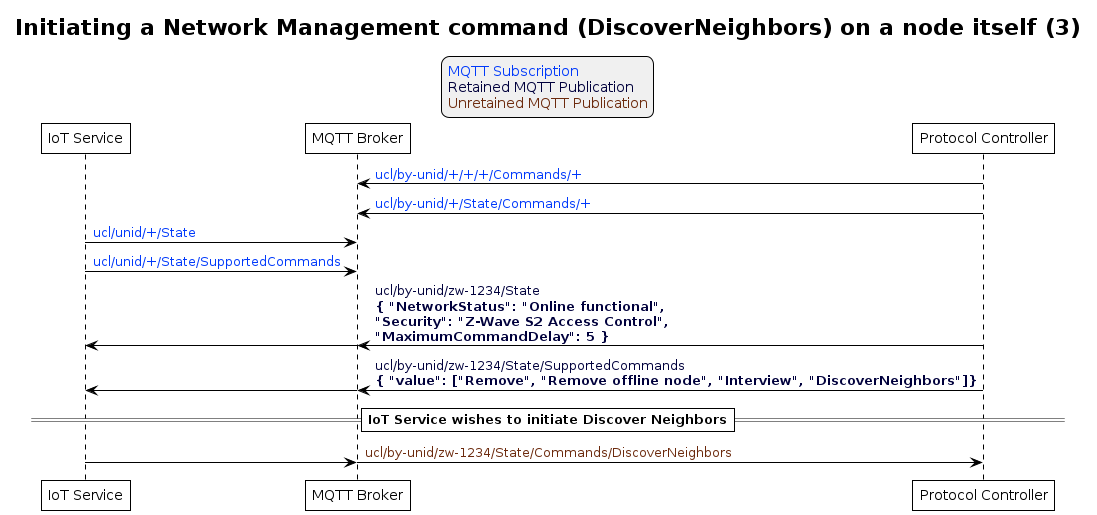 Initiating a Network Management command (DiscoverNeighbors) on a node itself (3)
MQTT Subscription
Retained MQTT Publication
Unretained MQTT Publication
IoT Service
MQTT Broker
Protocol Controller
ucl/by-unid/+/+/+/Commands/+
ucl/by-unid/+/State/Commands/+
ucl/unid/+/State
ucl/unid/+/State/SupportedCommands
ucl/by-unid/zw-1234/State
{ "NetworkStatus": "Online functional",
"Security": "Z-Wave S2 Access Control",
"MaximumCommandDelay": 5 }
ucl/by-unid/zw-1234/State/SupportedCommands
{ "value": ["Remove", "Remove offline node", "Interview", "DiscoverNeighbors"]}
IoT Service wishes to initiate Discover Neighbors
ucl/by-unid/zw-1234/State/Commands/DiscoverNeighbors
IoT Service
MQTT Broker
Protocol Controller